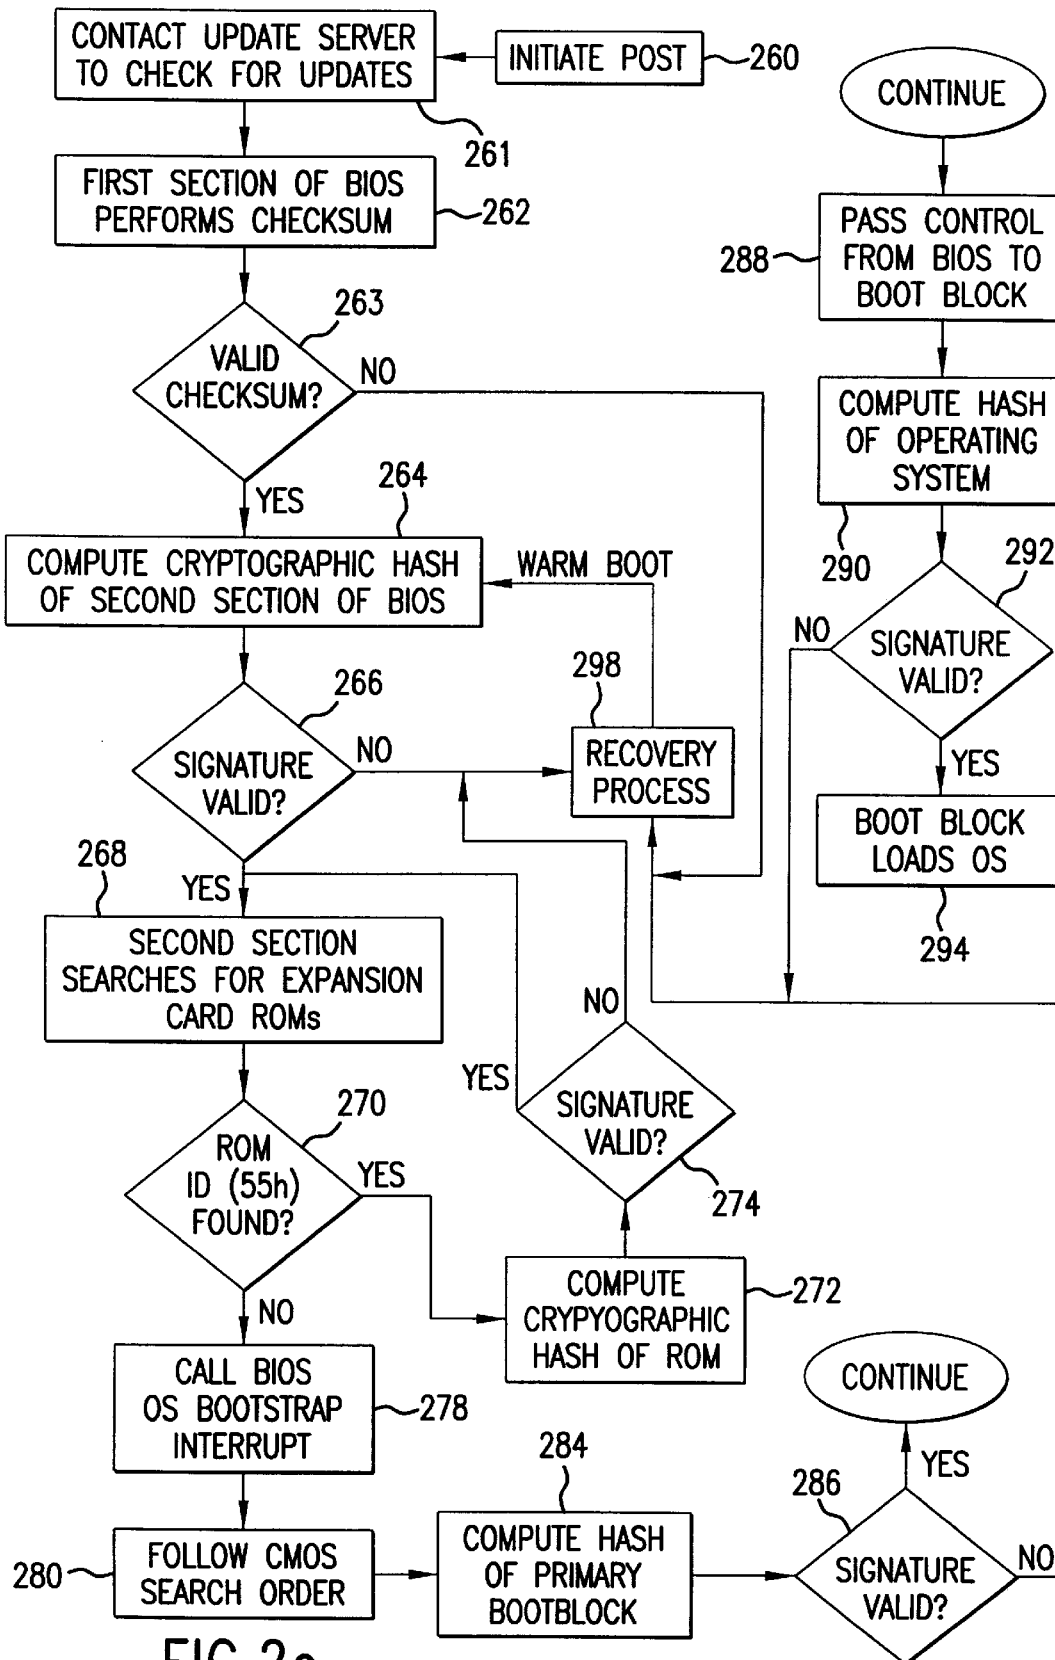 CONTACT UPDATE SERVER
TO CHECK FOR UPDATES
INITIATE POST
260
261
FIRST SECTION OF BIOS
PERFORMS CHECKSUM
262
263
VALID
CHECKSUM?
NO
YES
264
COMPUTE CRYPTOGRAPHIC HASH
OF SECOND SECTION OF BIOS
WARM BOOT
266
SIGNATURE
VALID?
NO
298
RECOVERY
PROCESS
268
YES
SECOND SECTION
SEARCHES FOR EXPANSION
CARD ROMs
270
ROM
ID (55h)
FOUND?
YES
NO
NO
YES
SIGNATURE
VALID?
274
COMPUTE
CRYPYOGRAPHIC
HASH OF ROM
272
CALL BIOS
OS BOOTSTRAP
INTERRUPT
278
280
FOLLOW CMOS
SEARCH ORDER
284
COMPUTE HASH
OF PRIMARY
BOOTBLOCK
286
SIGNATURE
VALID?
YES
NO
CONTINUE
CONTINUE
288
PASS CONTROL
FROM BIOS TO
BOOT BLOCK
COMPUTE HASH
OF OPERATING
SYSTEM
290
292
NO
SIGNATURE
VALID?
YES
BOOT BLOCK
LOADS OS
294